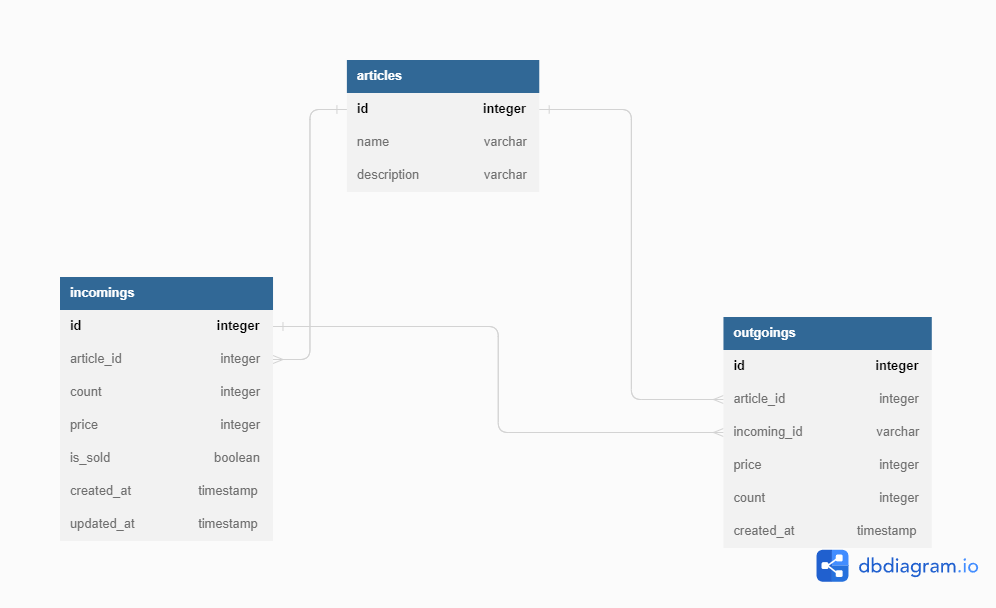 articles
id integer
name varchar
description varchar
incomings
id integer
article_id integer
count integer
price integer
is_sold boolean
created_at timestamp
updated_at timestamp
outgoings
id integer
article_id integer
incoming_id varchar
price integer
count integer
created_at timestamp
dbdiagram.io